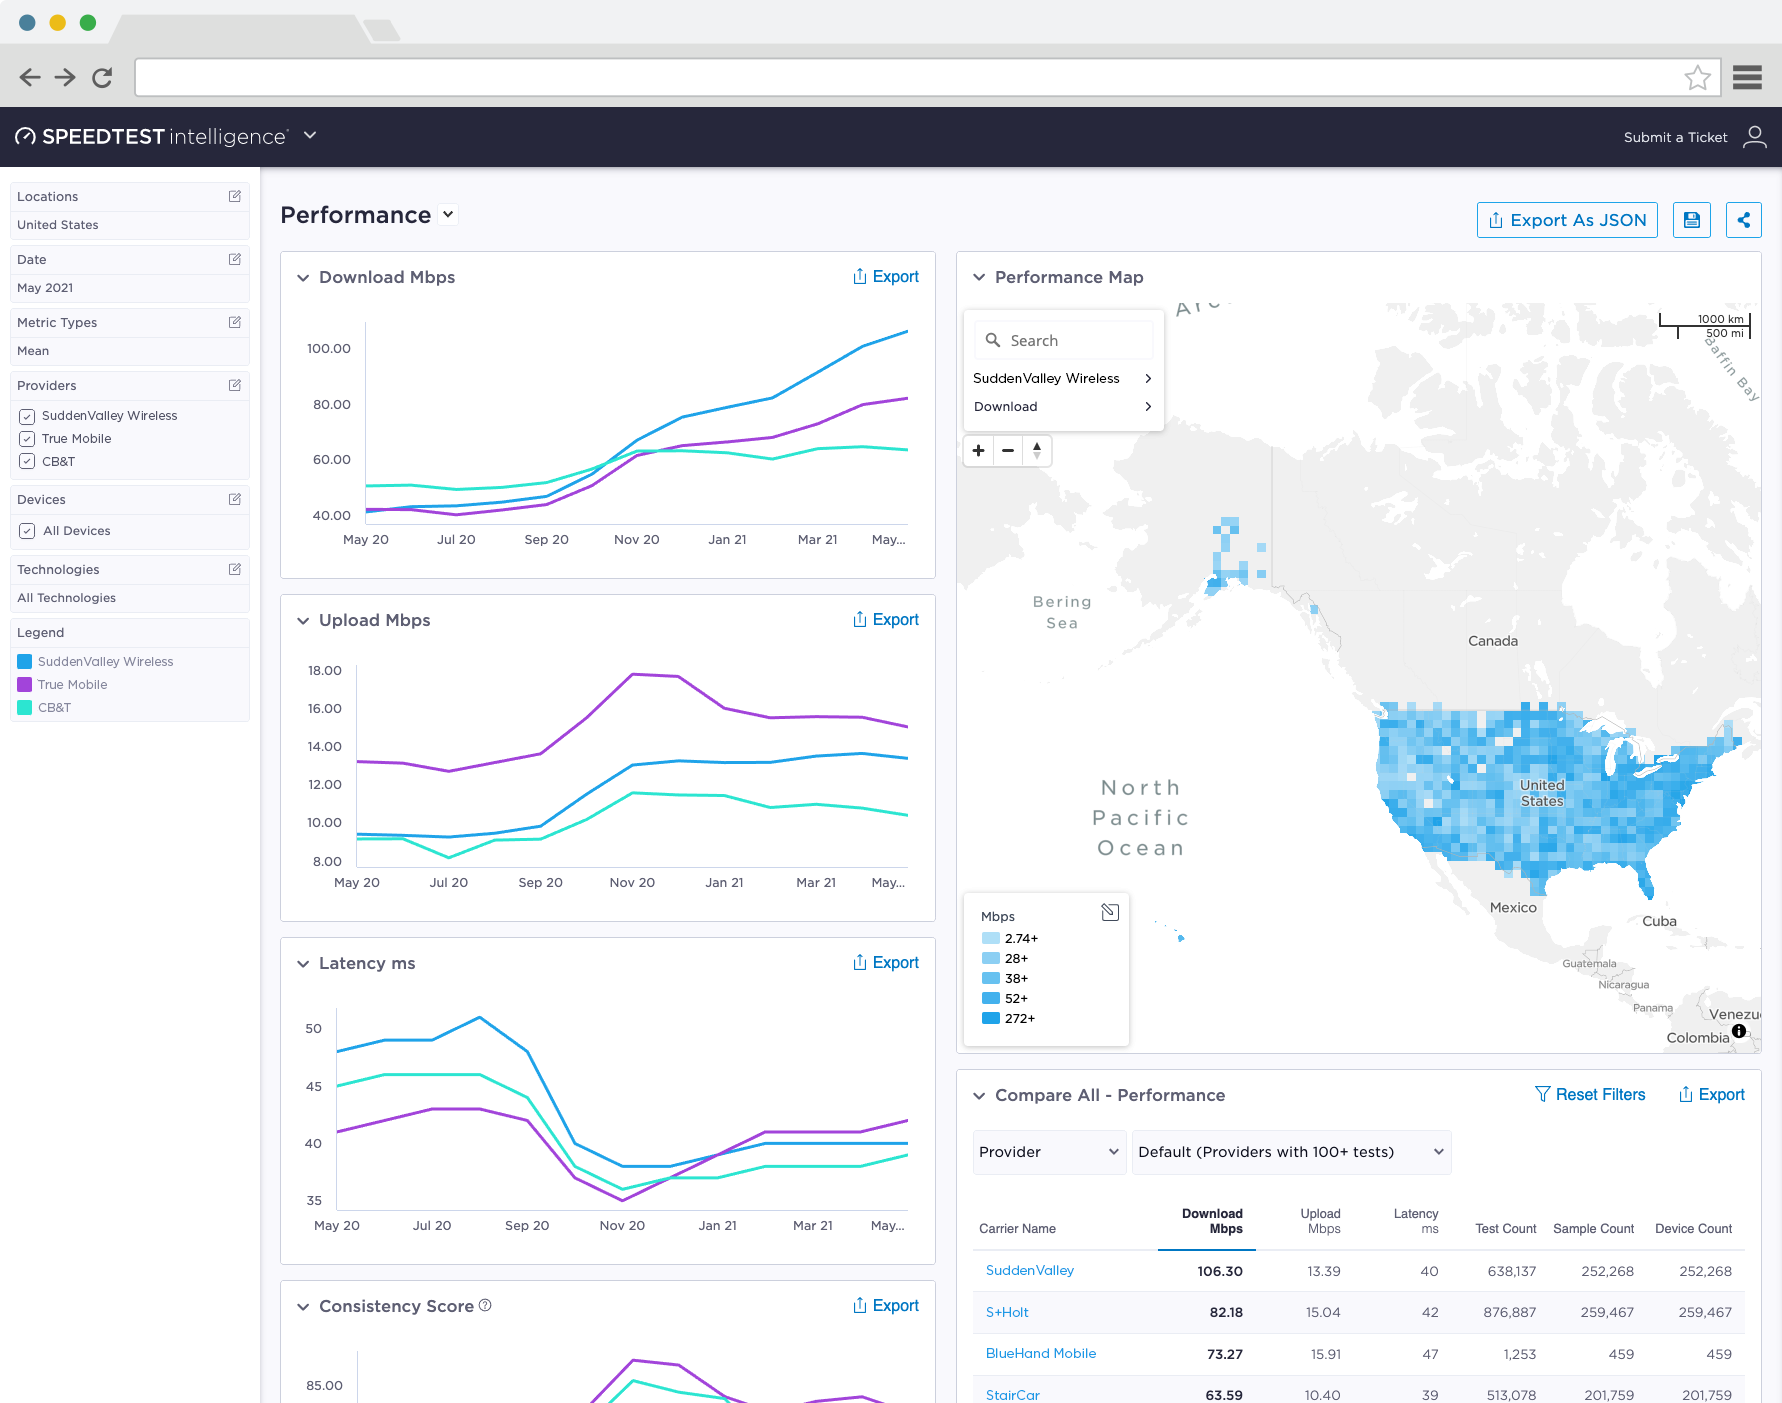 SPEEDTEST intelligence
Submit a Ticket
Locations
United States
Date
May 2021
Metric Types
Mean
Providers
SuddenValley Wireless
True Mobile
CB&T
Devices
All Devices
Technologies
All Technologies
Legend
SuddenValley Wireless
True Mobile
CB&T
Performance
Export As JSON
Download Mbps
Export
100.00
80.00
60.00
40.00
May 20 Jul 20 Sep 20 Nov 20 Jan 21 Mar 21 May...
Upload Mbps
Export
18.00
16.00
14.00
12.00
10.00
8.00
May 20 Jul 20 Sep 20 Nov 20 Jan 21 Mar 21 May...
Latency ms
Export
50
45
40
35
May 20 Jul 20 Sep 20 Nov 20 Jan 21 Mar 21 May...
Consistency Score
Export
85.00
Performance Map
Search
SuddenValley Wireless
Download
1000 km
500 mi
Baffin Bay
Bering
Sea
Canada
North
Pacific
Ocean
United
States
Mexico
Cuba
Guatemala
Nicaragua
Panama
Venezu
Colombia
Mbps
2.74+
28+
38+
52+
272+
Compare All - Performance
Reset Filters
Export
Provider
Default (Providers with 100+ tests)
Carrier Name Download Mbps Upload Mbps Latency ms Test Count Sample Count Device Count
SuddenValley 106.30 13.39 40 638,137 252,268 252,268
S+Holt 82.18 15.04 42 876,887 259,467 259,467
BlueHand Mobile 73.27 15.91 47 1,253 459 459
StairCar 63.59 10.40 39 513,078 201,759 201,759